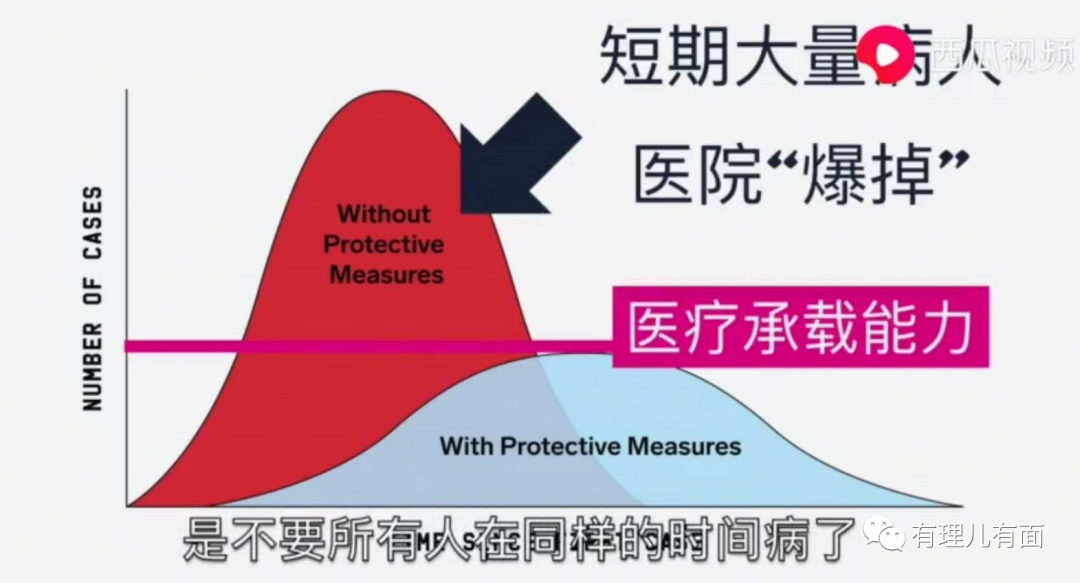 短期大量病人
西瓜视频
医院“爆掉”
NUMBER OF CASES
Without
Protective
Measures
医疗承载能力
With Protective Measures
是不要所有人在同样的时间病了
有理儿有面